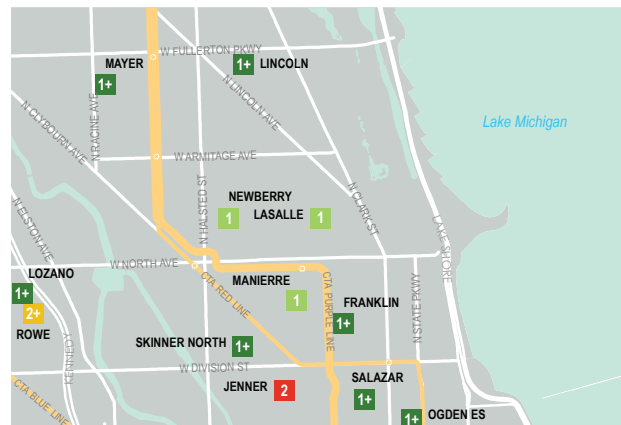 W FULLERTON PKWY
MAYER
1+
1+
LINCOLN
N LINCOLN AVE
N CLYBOURN AVE
N RACINE AVE
Lake Michigan
W ARMITAGE AVE
N HALSTED ST
N CLARK ST
NEWBERRY
1
LASALLE
1
N ELSTON AVE
LAKE SHORE
W NORTH AVE
LOZANO
1+
2+
ROWE
KENNEDY
CTA RED LINE
MANIERRE
1
CTA PURPLE LINE
FRANKLIN
1+
N STATE PKWY
SKINNER NORTH
1+
W DIVISION ST
JENNER
2
SALAZAR
1+
CTA BLUE LINE
1+
OGDEN ES